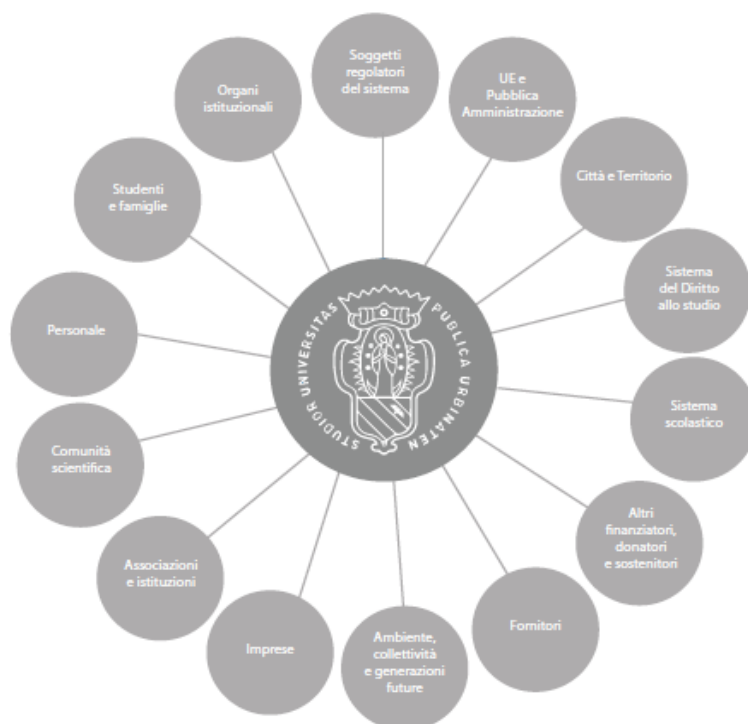 Soggetti
regolatori
del sistema
UE e
Pubblica
Amministrazione
Città e Territorio
Sistema
del Diritto
allo studio
Sistema
scolastico
Altri
finanziatori,
donatori
e sostenitori
Fornitori
Ambiente,
collettività
e generazioni
future
Imprese
Associazioni
e istituzioni
Comunità
scientifica
Personale
Studenti
e famiglie
Organi
istituzionali
STUDIOR UNIVERSITAS
PUBLICA URBINATEN